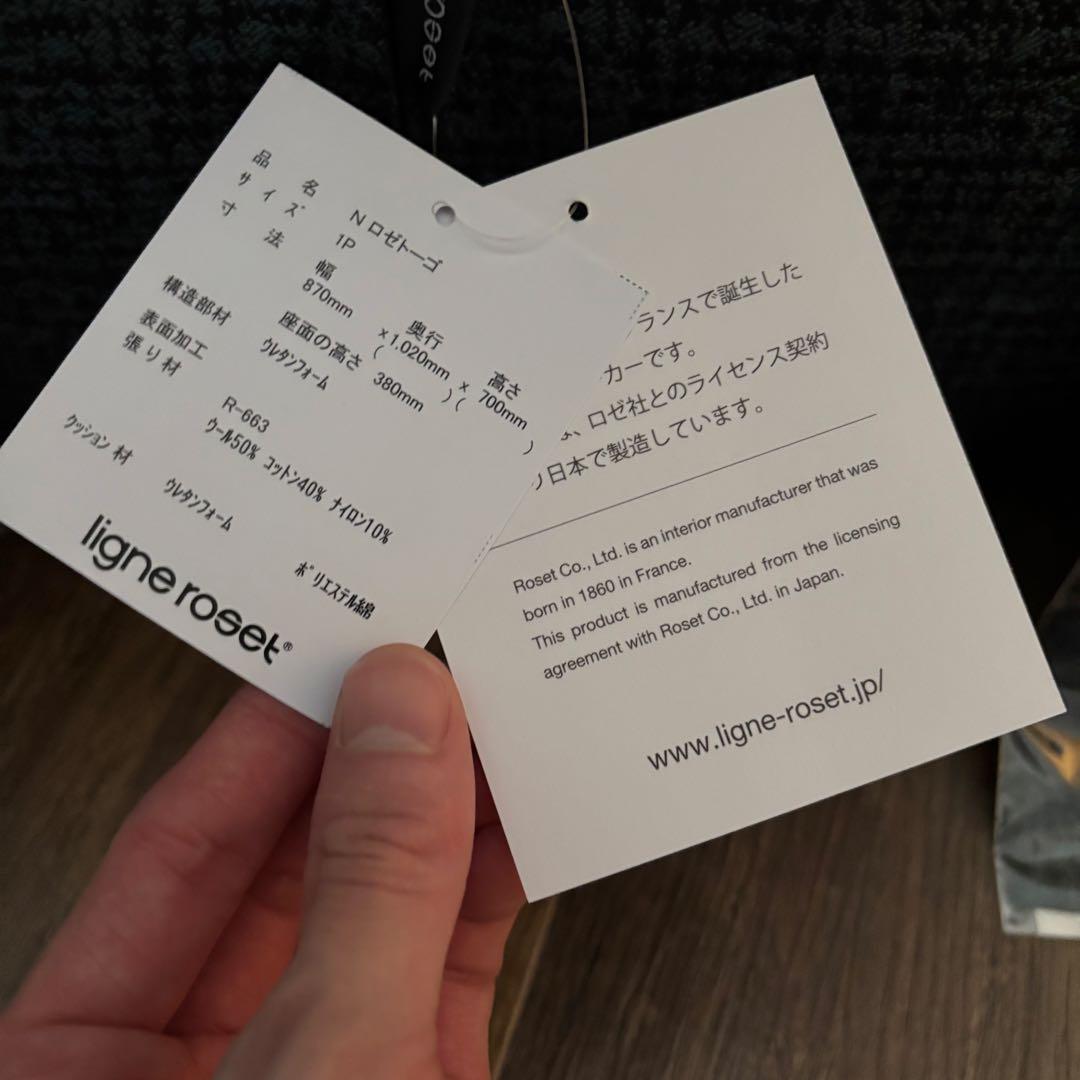 roset
品名 N ロゼトーゴ
サイズ 1P
寸法 幅 奥行 高さ
870mm x 1,020mm x 700mm
座面の高さ ( 380mm ) ( )
構造部材 ウレタンフォーム
表面加工
張り材 R-663
ウール50% コットン40% ナイロン10%
クッション材 ウレタンフォーム ポリエステル綿
ligne roset®
ランスで誕生した
カーです。
、ロゼ社とのライセンス契約
り日本で製造しています。
Roset Co., Ltd. is an interior manufacturer that was
born in 1860 in France.
This product is manufactured from the licensing
agreement with Roset Co., Ltd. in Japan.
www.ligne-roset.jp/